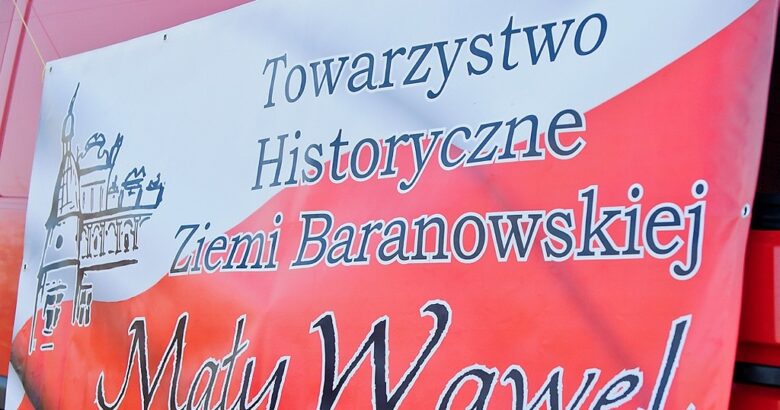 Towarzystwo
Historyczne
Ziemi Baranowskiej
Mały Wawel